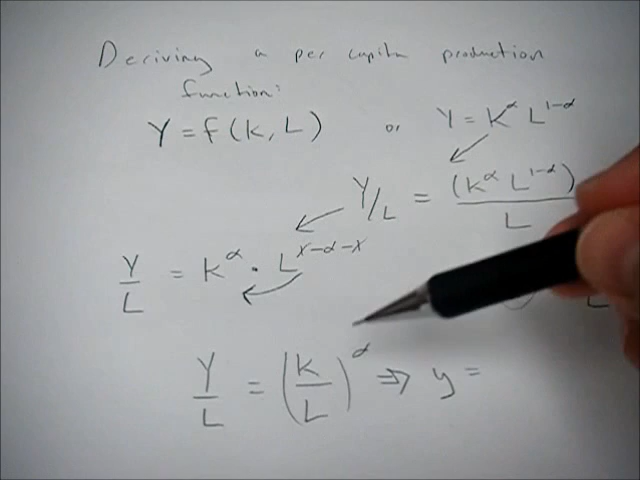 Deriving a per capita production
function:
Y = f(K, L) or Y = K^α L^{1-α}
Y/L = (K^α L^{1-α}) / L
Y/L = K^α · L^{1-α-1}
L
Y/L = (K/L)^α ⇒ y =